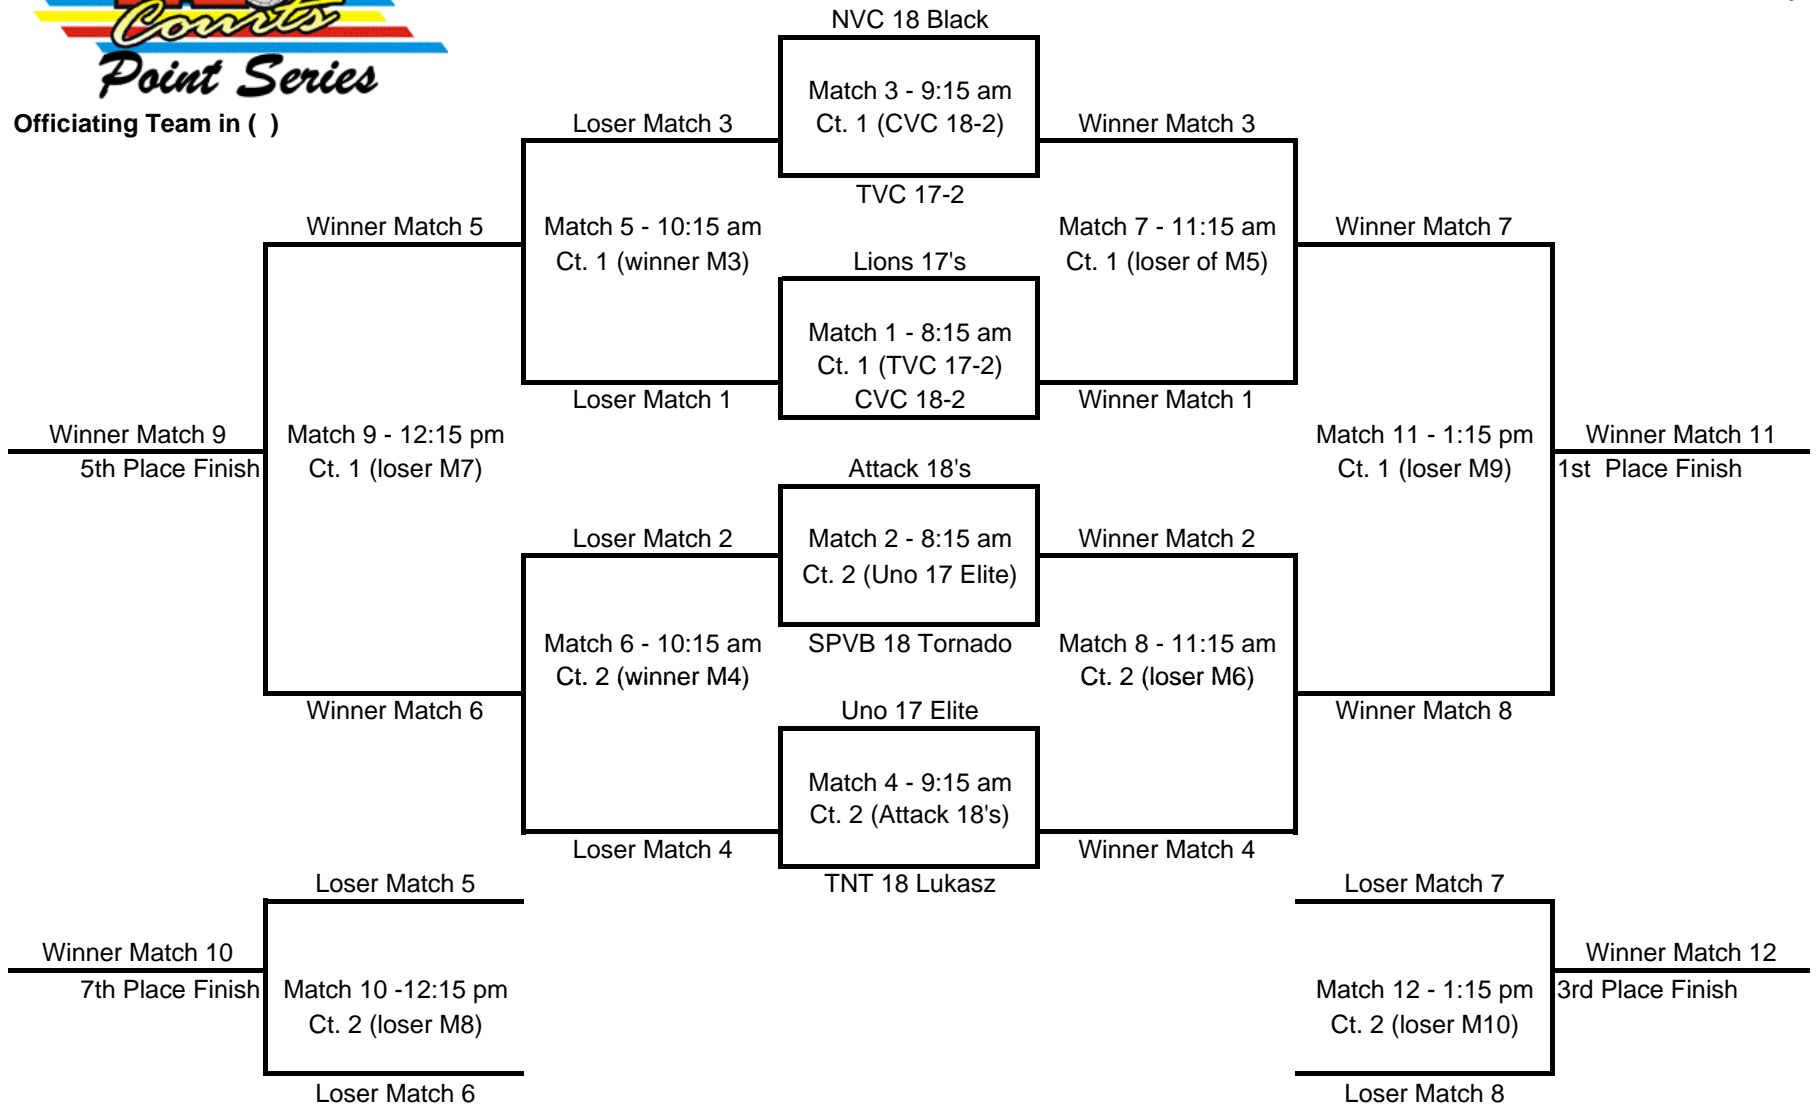 Courts
Point Series
Officiating Team in ( )
NVC 18 Black
Match 3 - 9:15 am
Ct. 1 (CVC 18-2)
TVC 17-2
Loser Match 3
Winner Match 3
Winner Match 5
Match 5 - 10:15 am
Ct. 1 (winner M3)
Match 7 - 11:15 am
Ct. 1 (loser of M5)
Winner Match 7
Lions 17's
Match 1 - 8:15 am
Ct. 1 (TVC 17-2)
CVC 18-2
Loser Match 1
Winner Match 1
Winner Match 9
5th Place Finish
Match 9 - 12:15 pm
Ct. 1 (loser M7)
Match 11 - 1:15 pm
Ct. 1 (loser M9)
Winner Match 11
1st  Place Finish
Attack 18's
Loser Match 2
Match 2 - 8:15 am
Ct. 2 (Uno 17 Elite)
Winner Match 2
SPVB 18 Tornado
Match 6 - 10:15 am
Ct. 2 (winner M4)
Match 8 - 11:15 am
Ct. 2 (loser M6)
Winner Match 6
Uno 17 Elite
Winner Match 8
Match 4 - 9:15 am
Ct. 2 (Attack 18's)
Loser Match 4
Winner Match 4
TNT 18 Lukasz
Loser Match 5
Loser Match 7
Winner Match 10
7th Place Finish
Match 10 -12:15 pm
Ct. 2 (loser M8)
Match 12 - 1:15 pm
Ct. 2 (loser M10)
Winner Match 12
3rd Place Finish
Loser Match 6
Loser Match 8